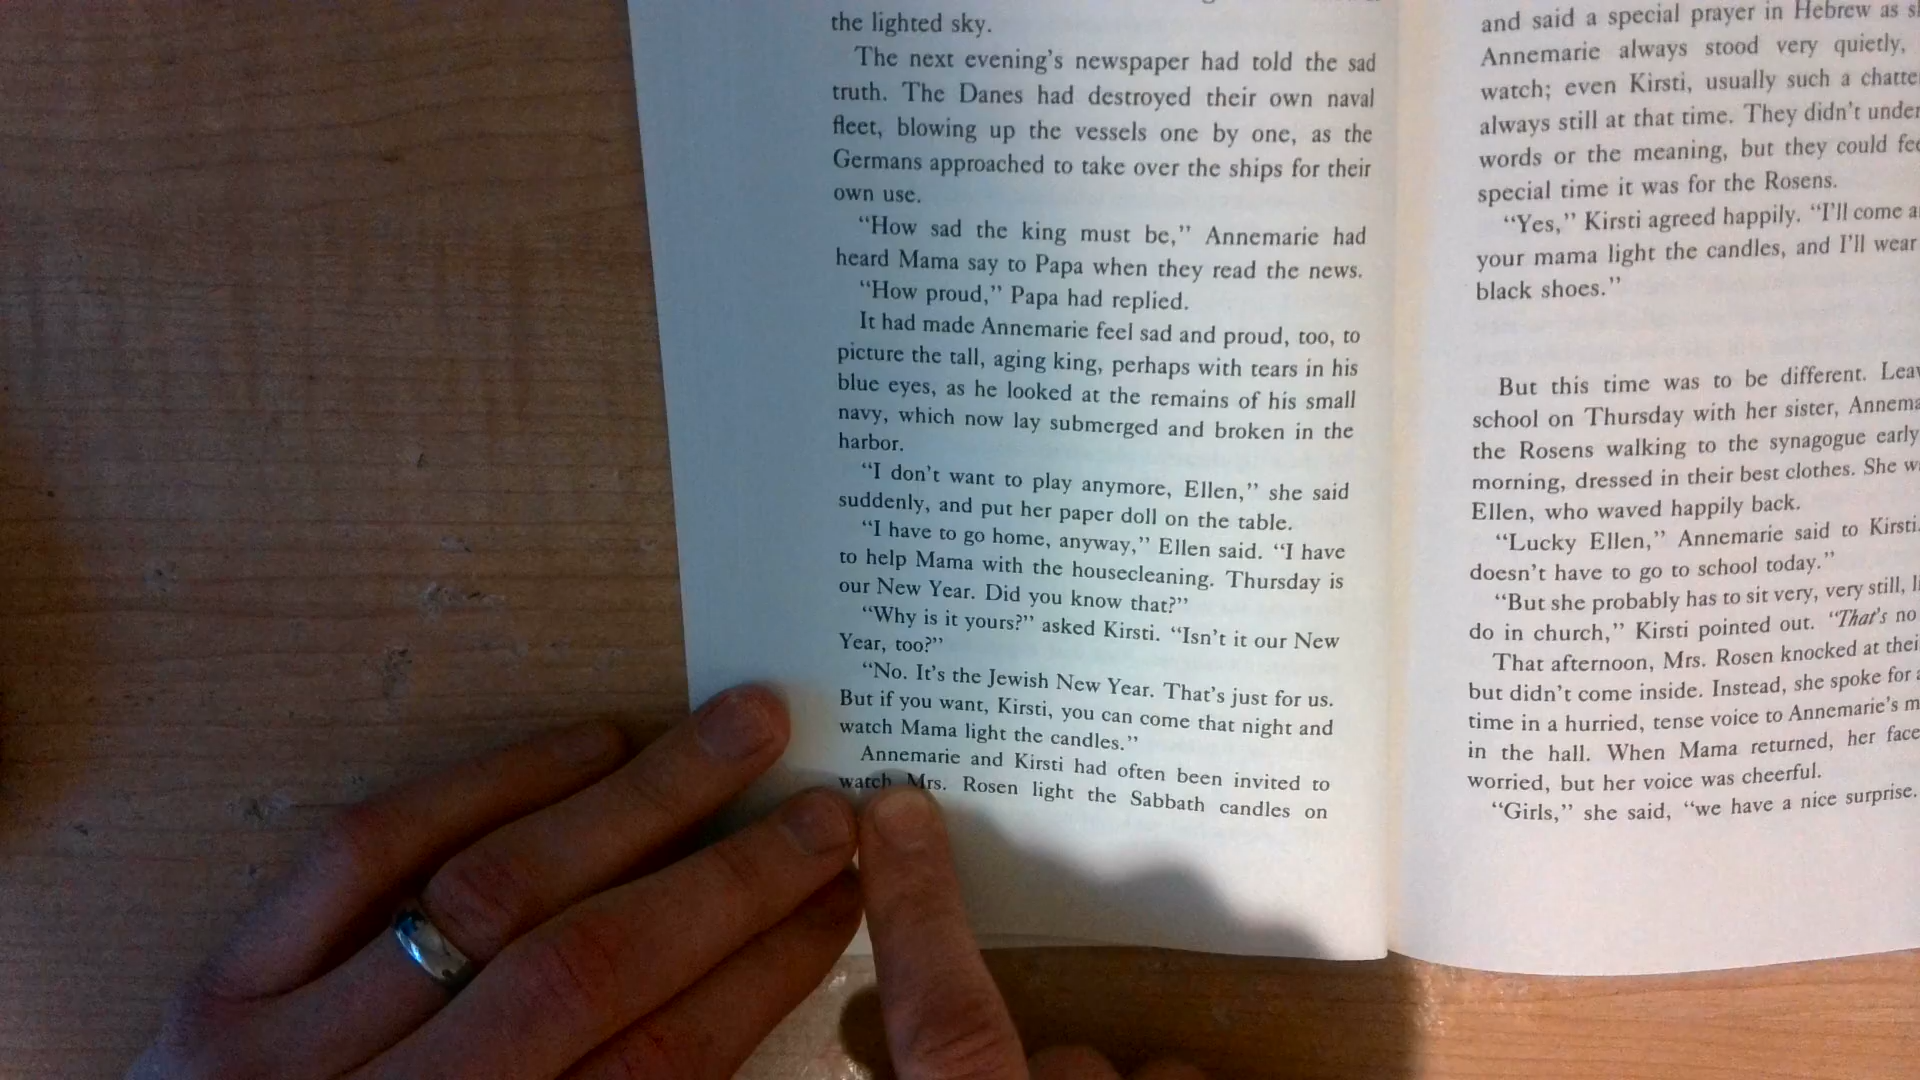 the lighted sky.
The next evening's newspaper had told the sad
truth. The Danes had destroyed their own naval
fleet, blowing up the vessels one by one, as the
Germans approached to take over the ships for their
own use.
“How sad the king must be,” Annemarie had
heard Mama say to Papa when they read the news.
“How proud,” Papa had replied.
It had made Annemarie feel sad and proud, too, to
picture the tall, aging king, perhaps with tears in his
blue eyes, as he looked at the remains of his small
navy, which now lay submerged and broken in the
harbor.
“I don't want to play anymore, Ellen,” she said
suddenly, and put her paper doll on the table.
“I have to go home, anyway,” Ellen said. “I have
to help Mama with the housecleaning. Thursday is
our New Year. Did you know that?”
“Why is it yours?” asked Kirsti. “Isn't it our New
Year, too?”
“No. It's the Jewish New Year. That's just for us.
But if you want, Kirsti, you can come that night and
watch Mama light the candles.”
Annemarie and Kirsti had often been invited to
watch Mrs. Rosen light the Sabbath candles on
and said a special prayer in Hebrew as
Annemarie always stood very quietly,
watch; even Kirsti, usually such a
always still at that time. They didn't
words or the meaning, but they could
special time it was for the Rosens.
“Yes,” Kirsti agreed happily. “I'll come
your mama light the candles, and I'll wear
black shoes.”
But this time was to be different.
school on Thursday with her sister,
the Rosens walking to the synagogue early
morning, dressed in their best clothes. She
Ellen, who waved happily back.
“Lucky Ellen,” Annemarie said to Kirsti.
doesn't have to go to school today.”
“But she probably has to sit very, very still,
do in church,” Kirsti pointed out. “That's no
That afternoon, Mrs. Rosen knocked at
but didn't come inside. Instead, she spoke for
time in a hurried, tense voice to Annemarie's
in the hall. When Mama returned, her face
worried, but her voice was cheerful.
“Girls,” she said, “we have a nice surprise.